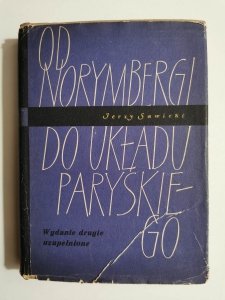 OD
NORYMBERGI
Jerzy Sawicki
DO UKŁADU
PARYSKIE-
GO
Wydanie drugie
uzupełnione